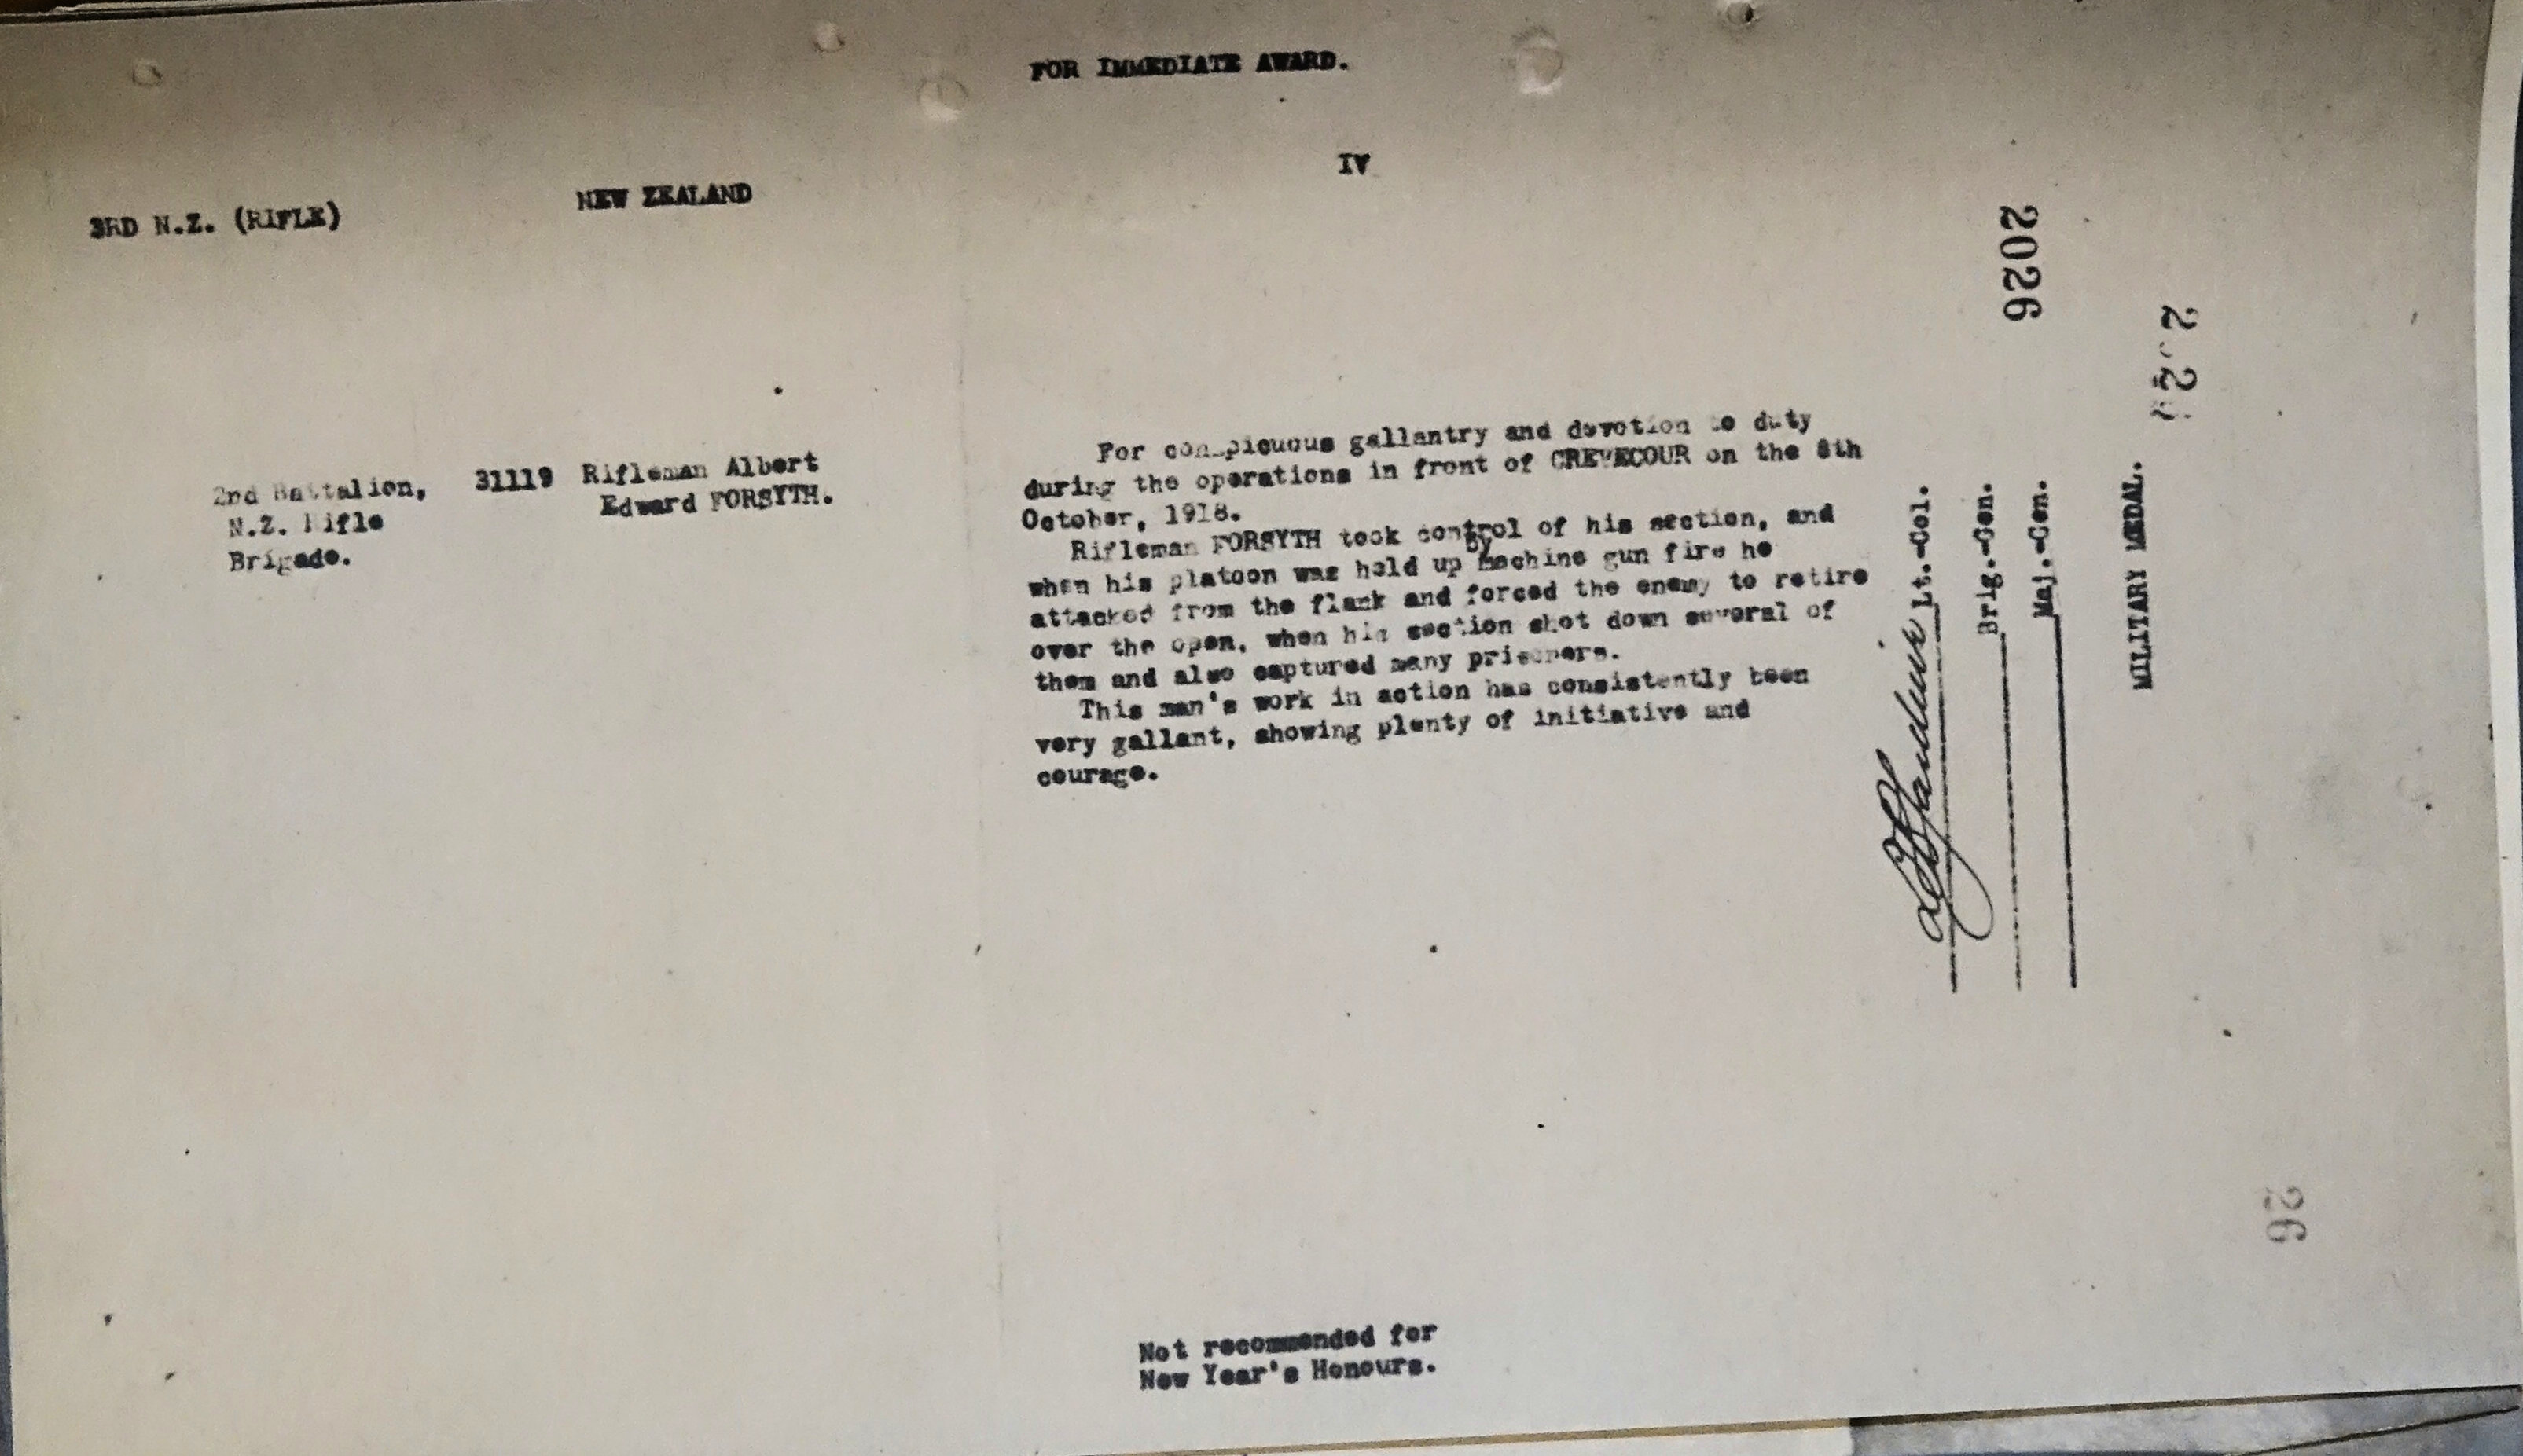 FOR IMMEDIATE AWARD.
IV
3RD N.Z. (RIFLE)
NEW ZEALAND
2nd Battalion,
N.Z. Rifle
Brigade.
31119 Rifleman Albert
Edward FORSYTH.
For conspicuous gallantry and devotion to duty
during the operations in front of CREVECOUR on the 8th
October, 1918.
Rifleman FORSYTH took control of his section, and
when his platoon was held up by machine gun fire he
attacked from the flank and forced the enemy to retire
over the open, when his section shot down several of
them and also captured many prisoners.
This man's work in action has consistently been
very gallant, showing plenty of initiative and
courage.
Lt.-Col.
Brig.-Gen.
Maj.-Gen.
2026
MILITARY MEDAL.
26
Not recommended for
New Year's Honours.